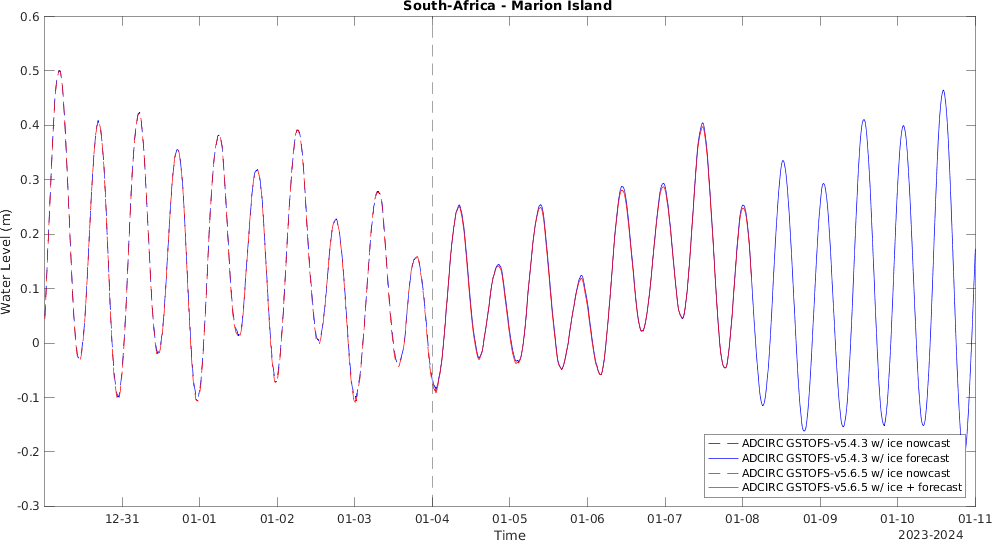 South-Africa - Marion Island
0.6
0.5
0.4
0.3
0.2
0.1
0
-0.1
-0.2
-0.3
Water Level (m)
ADCIRC GSTOFS-v5.4.3 w/ ice nowcast
ADCIRC GSTOFS-v5.4.3 w/ ice forecast
ADCIRC GSTOFS-v5.6.5 w/ ice nowcast
ADCIRC GSTOFS-v5.6.5 w/ ice + forecast
12-31 01-01 01-02 01-03 01-04 01-05 01-06 01-07 01-08 01-09 01-10 01-11
Time
2023-2024